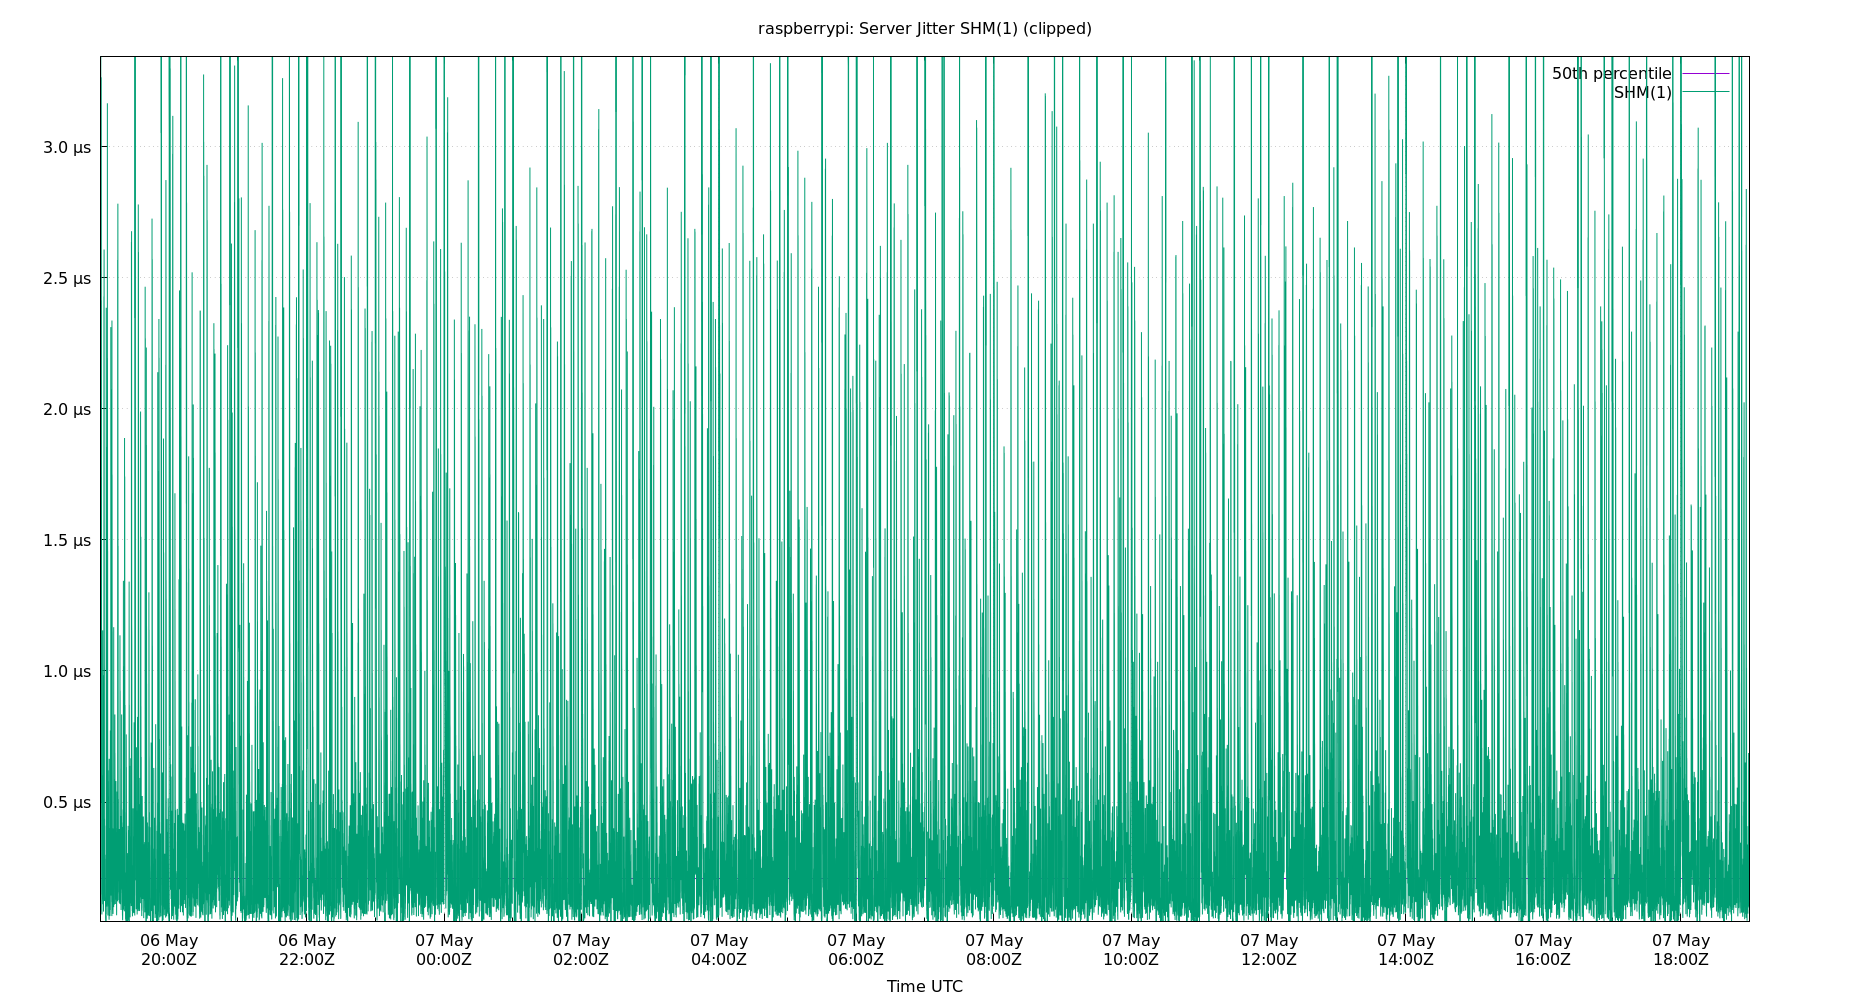 raspberrypi: Server Jitter SHM(1) (clipped)
50th percentile
SHM(1)
3.0 µs
2.5 µs
2.0 µs
1.5 µs
1.0 µs
0.5 µs
06 May 06 May 07 May 07 May 07 May 07 May 07 May 07 May 07 May 07 May 07 May 07 May
20:00Z 22:00Z 00:00Z 02:00Z 04:00Z 06:00Z 08:00Z 10:00Z 12:00Z 14:00Z 16:00Z 18:00Z
Time UTC